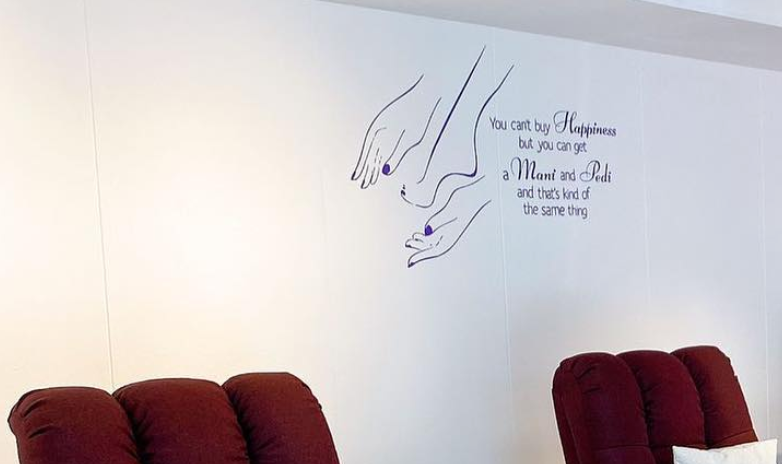 You can't buy Happiness
but you can get
a Mani and Pedi
and that's kind of
the same thing